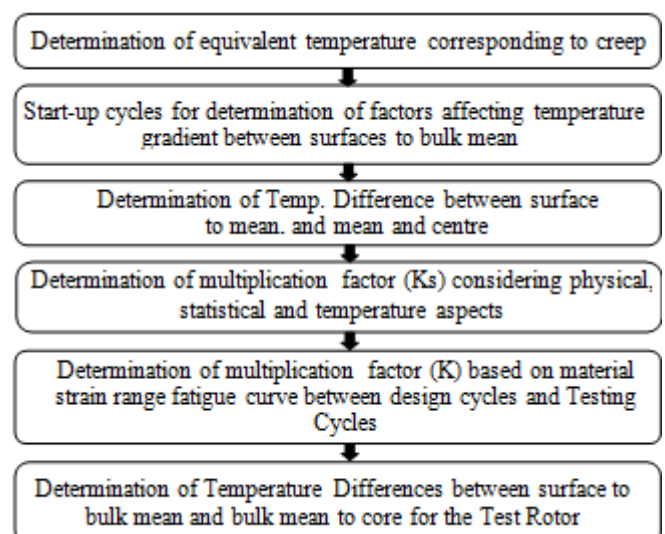 Determination of equivalent temperature corresponding to creep
Start-up cycles for determination of factors affecting temperature
gradient between surfaces to bulk mean
Determination of Temp. Difference between surface
to mean. and mean and centre
Determination of multiplication factor (Ks) considering physical,
statistical and temperature aspects
Determination of multiplication factor (K) based on material
strain range fatigue curve between design cycles and Testing
Cycles
Determination of Temperature Differences between surface to
bulk mean and bulk mean to core for the Test Rotor